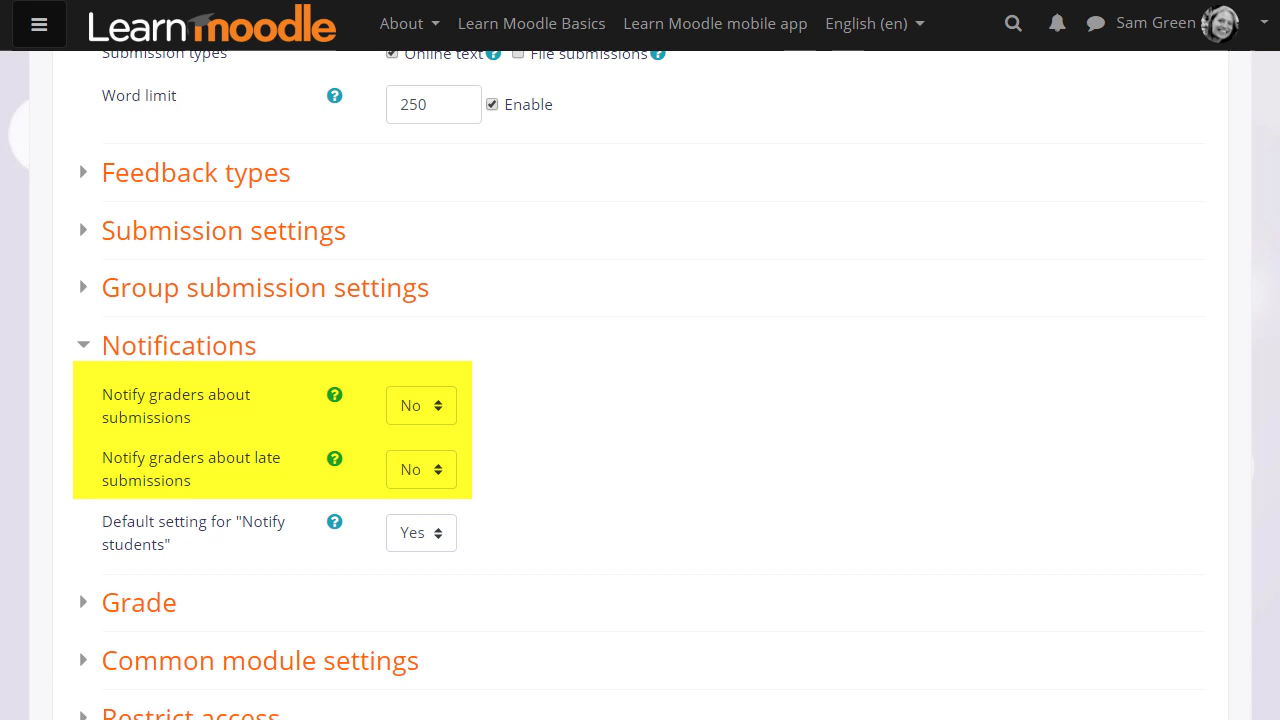 Learn moodle About Learn Moodle Basics Learn Moodle mobile app English (en) Sam Green
Submission types Online text ? File submissions ?
Word limit ? 250 Enable
Feedback types
Submission settings
Group submission settings
Notifications
Notify graders about
submissions ? No
Notify graders about late
submissions ? No
Default setting for "Notify
students" ? Yes
Grade
Common module settings
Restrict access